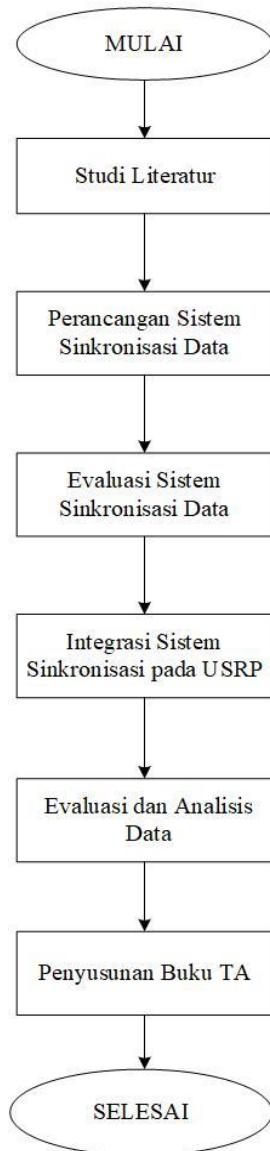 MULAI
Studi Literatur
Perancangan Sistem
Sinkronisasi Data
Evaluasi Sistem
Sinkronisasi Data
Integrasi Sistem
Sinkronisasi pada USRP
Evaluasi dan Analisis
Data
Penyusunan Buku TA
SELESAI